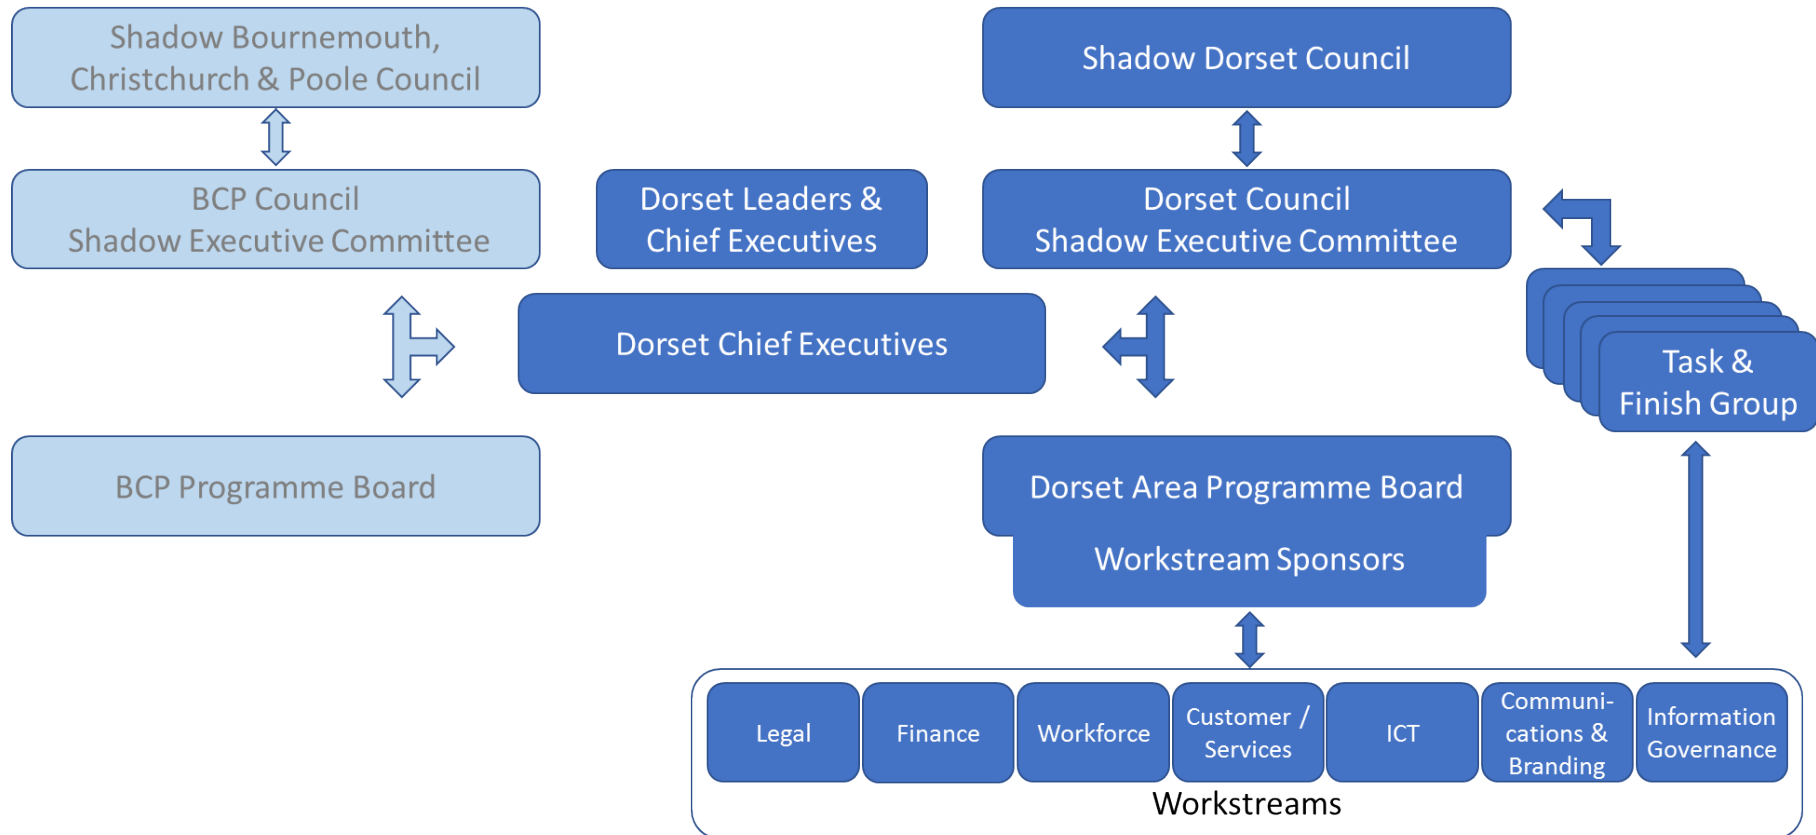 Shadow Bournemouth,
Christchurch & Poole Council
Shadow Dorset Council
BCP Council
Shadow Executive Committee
Dorset Leaders &
Chief Executives
Dorset Council
Shadow Executive Committee
Dorset Chief Executives
Task &
Finish Group
BCP Programme Board
Dorset Area Programme Board
Workstream Sponsors
Legal
Finance
Workforce
Customer /
Services
ICT
Communi-
cations &
Branding
Information
Governance
Workstreams